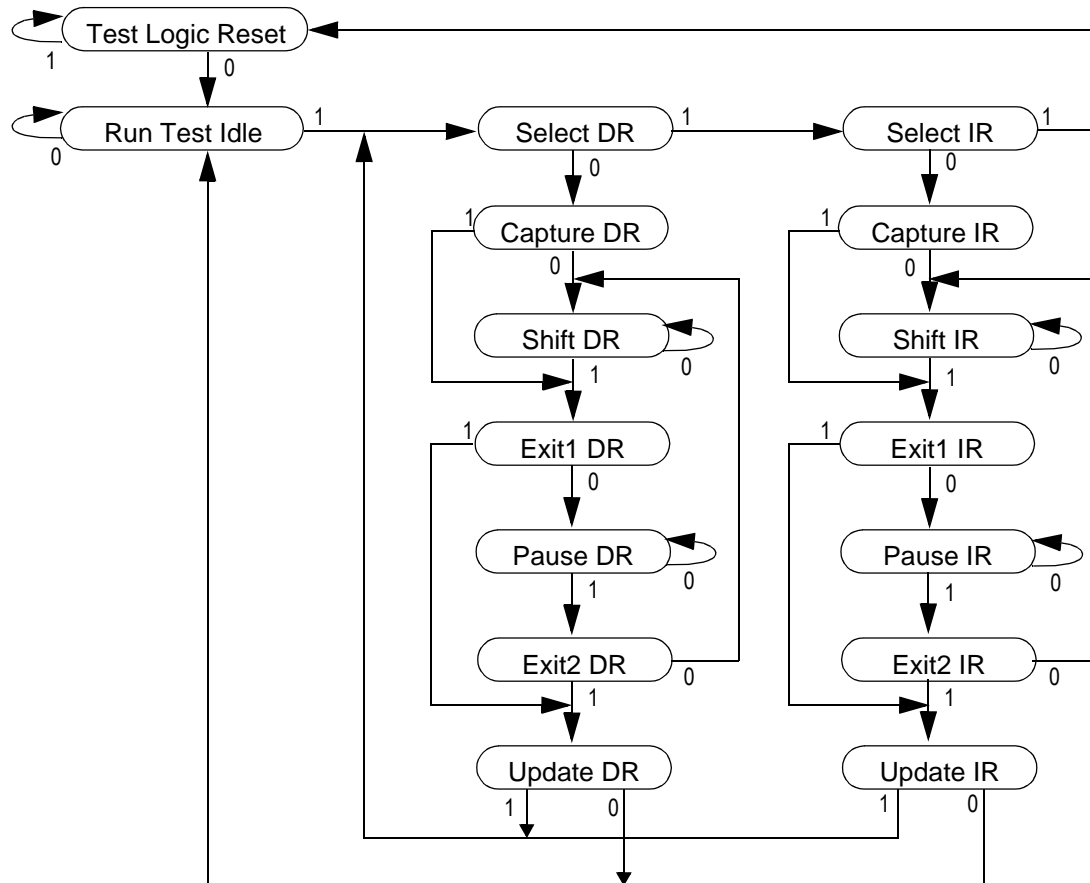 Test Logic Reset
1
0
Run Test Idle
1
0
Select DR
1
0
Select IR
1
0
1
Capture DR
0
1
Capture IR
0
Shift DR
0
1
Shift IR
0
1
1
Exit1 DR
0
1
Exit1 IR
0
Pause DR
0
1
Pause IR
0
1
Exit2 DR
0
1
Exit2 IR
0
1
Update DR
1
0
Update IR
1
0